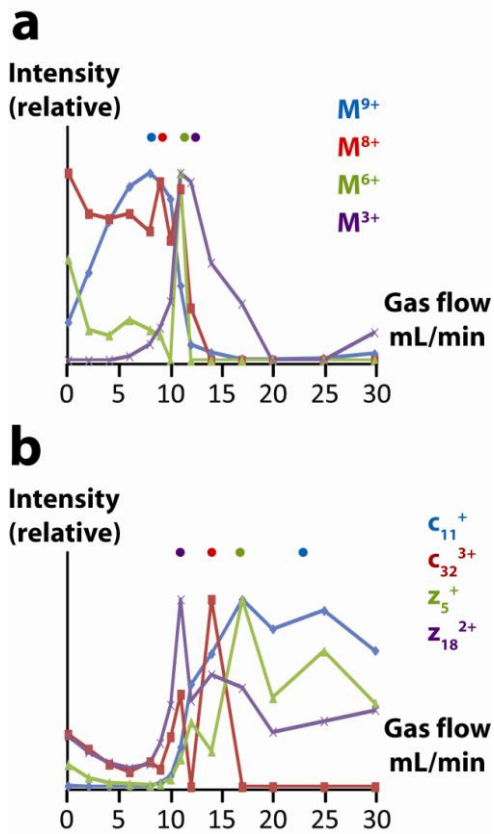 a
Intensity
(relative)
M⁹⁺
M⁸⁺
M⁶⁺
M³⁺
Gas flow
mL/min
0 5 10 15 20 25 30
b
Intensity
(relative)
c₁₁⁺
c₃₂³⁺
z₅⁺
z₁₈²⁺
Gas flow
mL/min
0 5 10 15 20 25 30